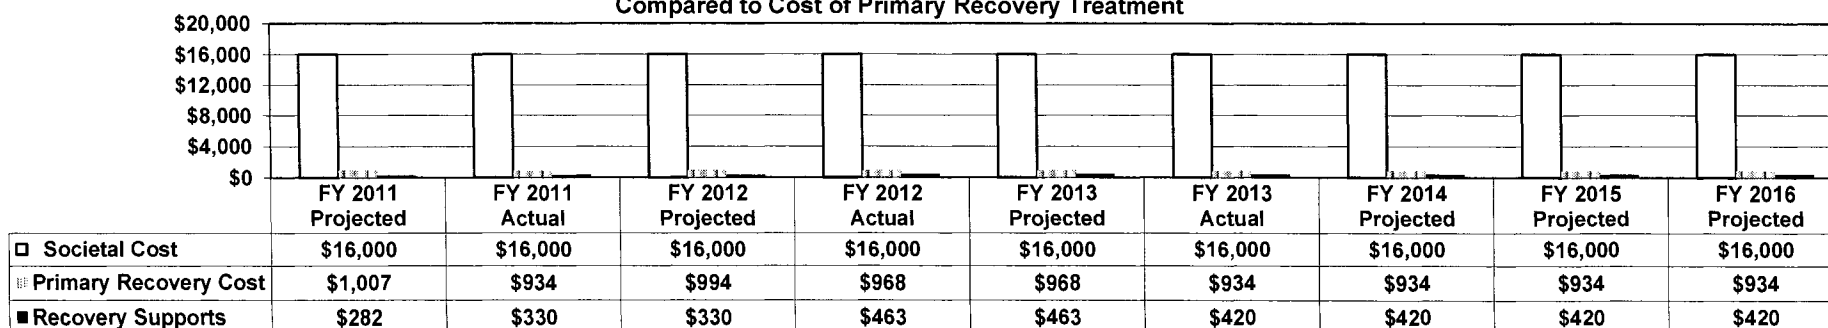 Compared to Cost of Primary Recovery Treatment
$20,000
$16,000
$12,000
$8,000
$4,000
$0
FY 2011 Projected FY 2011 Actual FY 2012 Projected FY 2012 Actual FY 2013 Projected FY 2013 Actual FY 2014 Projected FY 2015 Projected FY 2016 Projected
Societal Cost $16,000 $16,000 $16,000 $16,000 $16,000 $16,000 $16,000 $16,000 $16,000
Primary Recovery Cost $1,007 $934 $994 $968 $968 $934 $934 $934 $934
Recovery Supports $282 $330 $330 $463 $463 $420 $420 $420 $420